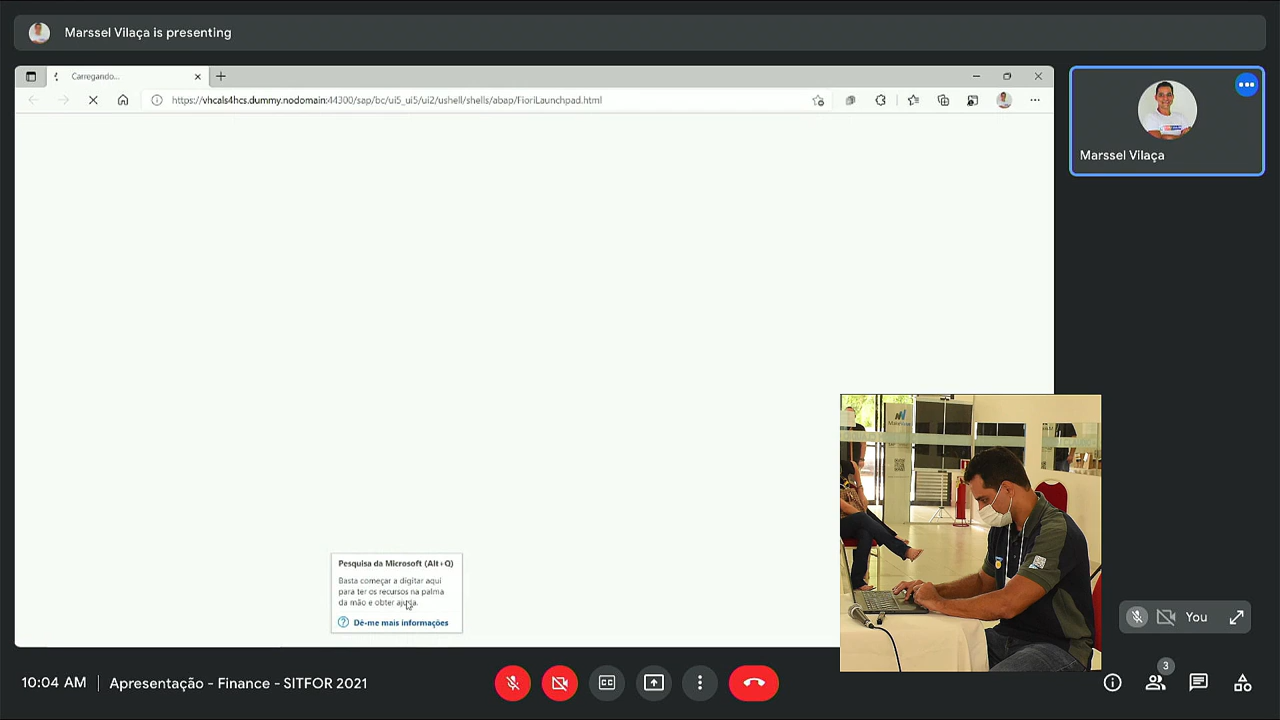 Marssel Vilaça is presenting
Carregando...
https://vhcals4hcs.dummy.nodomain:44300/sap/bc/ui5_ui5/ui2/ushell/shells/abap/FioriLaunchpad.html
Marssel Vilaça
Pesquisa da Microsoft (Alt+Q)
Basta começar a digitar aqui
para ter os recursos na palma
da mão e obter ajuda.
Dê-me mais informações
You
3
10:04 AM
Apresentação - Finance - SITFOR 2021
CC